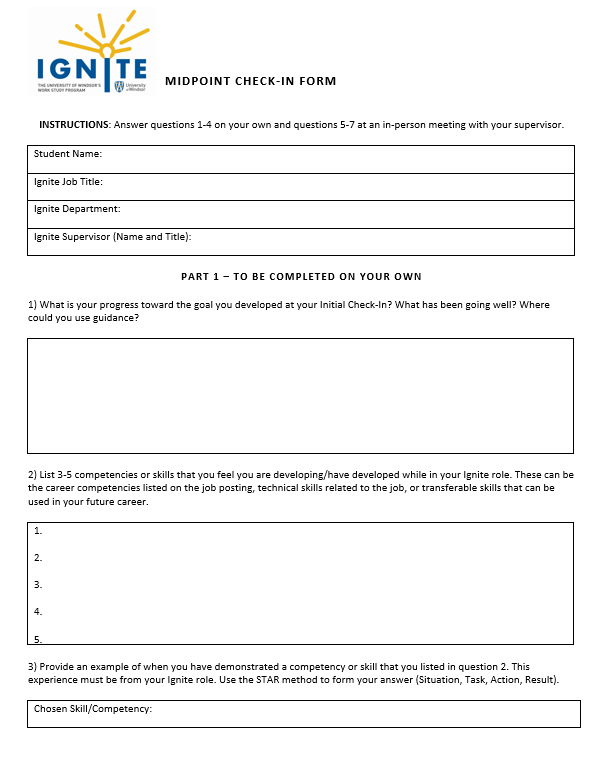 IGNITE
THE UNIVERSITY OF WINDSOR'S
WORK STUDY PROGRAM
University
of Windsor
MIDPOINT CHECK-IN FORM
INSTRUCTIONS: Answer questions 1-4 on your own and questions 5-7 at an in-person meeting with your supervisor.
Student Name:
Ignite Job Title:
Ignite Department:
Ignite Supervisor (Name and Title):
PART 1 – TO BE COMPLETED ON YOUR OWN
1) What is your progress toward the goal you developed at your Initial Check-In? What has been going well? Where
could you use guidance?
2) List 3-5 competencies or skills that you feel you are developing/have developed while in your Ignite role. These can be
the career competencies listed on the job posting, technical skills related to the job, or transferable skills that can be
used in your future career.
1.
2.
3.
4.
5.
3) Provide an example of when you have demonstrated a competency or skill that you listed in question 2. This
experience must be from your Ignite role. Use the STAR method to form your answer (Situation, Task, Action, Result).
Chosen Skill/Competency: